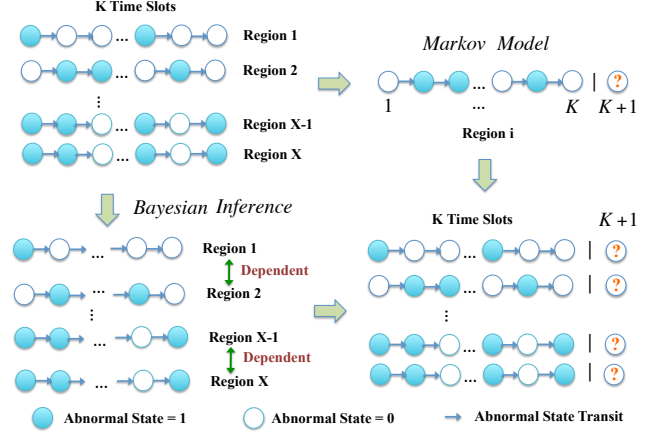 K Time Slots
Region 1
Region 2
...
Region X-1
...
Region X
...
Markov Model
...
1 ... K K+1
Region i
?
Bayesian Inference
Region 1
...
Dependent
Region 2
...
Region X-1
...
Dependent
Region X
...
K Time Slots K+1
... | ?
... | ?
... | ?
... | ?
Abnormal State = 1
Abnormal State = 0
Abnormal State Transit